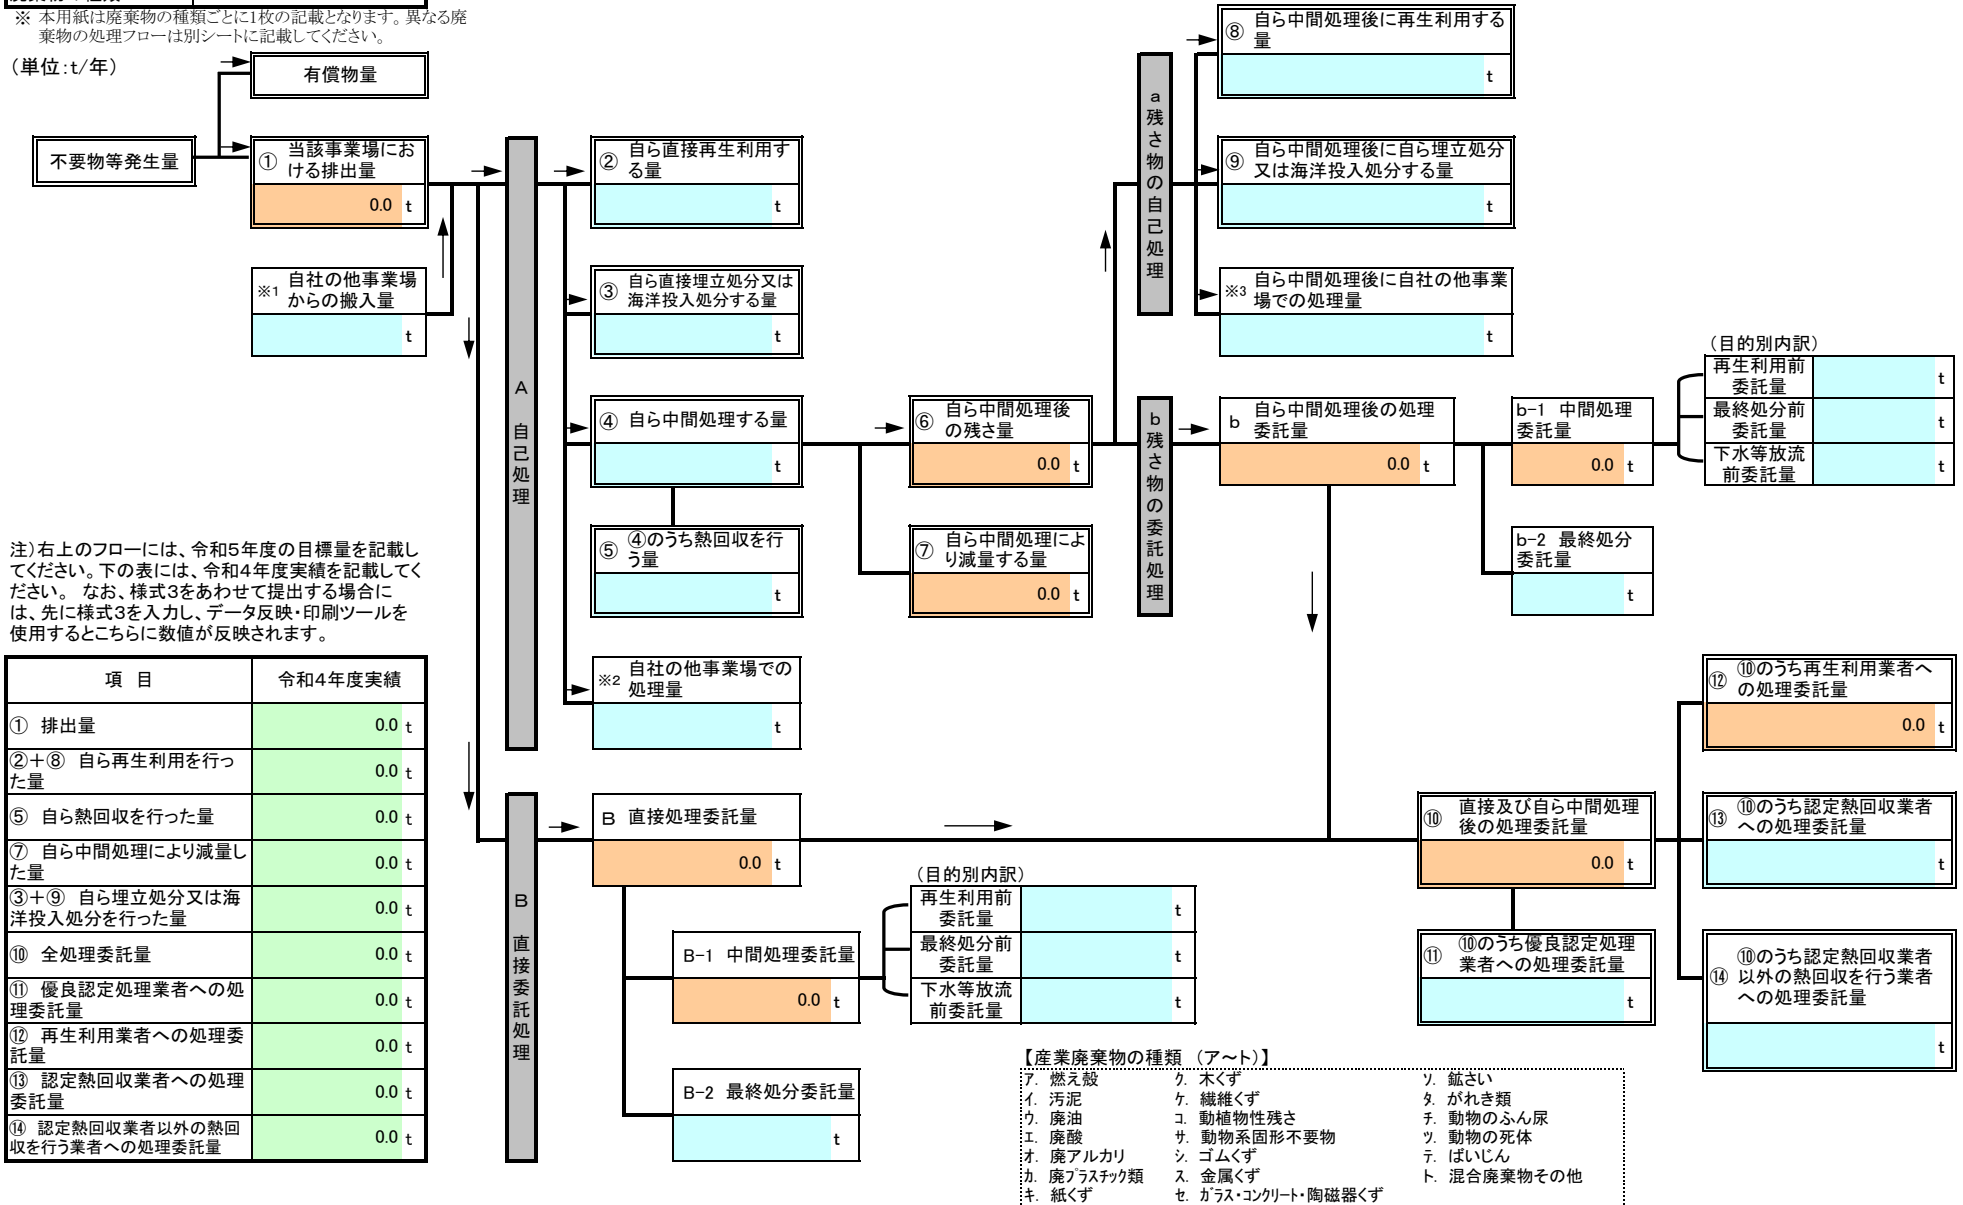 ※ 本用紙は廃棄物の種類ごとに1枚の記載となります。異なる廃
棄物の処理フローは別シートに記載してください。
（単位：t/年）
有償物量
不要物等発生量
① 当該事業場にお
ける排出量
0.0 t
※1 自社の他事業場
からの搬入量
t
A 自己処理
② 自ら直接再生利用す
る量
t
③ 自ら直接埋立処分又は
海洋投入処分する量
t
④ 自ら中間処理する量
t
⑤ ④のうち熱回収を行
う量
t
※2 自社の他事業場での
処理量
t
⑥ 自ら中間処理後
の残さ量
0.0 t
⑦ 自ら中間処理によ
り減量する量
0.0 t
a残さ物の自己処理
⑧ 自ら中間処理後に再生利用する
量
t
⑨ 自ら中間処理後に自ら埋立処分
又は海洋投入処分する量
t
※3 自ら中間処理後に自社の他事業
場での処理量
t
b残さ物の委託処理
b 自ら中間処理後の処理
委託量
0.0 t
b-1 中間処理
委託量
0.0 t
（目的別内訳）
再生利用前
委託量
t
最終処分前
委託量
t
下水等放流
前委託量
t
b-2 最終処分
委託量
t
注）右上のフローには、令和5年度の目標量を記載し
てください。下の表には、令和4年度実績を記載してく
ださい。 なお、様式3をあわせて提出する場合に
は、先に様式3を入力し、データ反映・印刷ツールを
使用するとこちらに数値が反映されます。
項 目 令和4年度実績
① 排出量 0.0 t
②＋⑧ 自ら再生利用を行っ
た量 0.0 t
⑤ 自ら熱回収を行った量 0.0 t
⑦ 自ら中間処理により減量し
た量 0.0 t
③＋⑨ 自ら埋立処分又は海
洋投入処分を行った量 0.0 t
⑩ 全処理委託量 0.0 t
⑪ 優良認定処理業者への処
理委託量 0.0 t
⑫ 再生利用業者への処理委
託量 0.0 t
⑬ 認定熱回収業者への処理
委託量 0.0 t
⑭ 認定熱回収業者以外の熱回
収を行う業者への処理委託量 0.0 t
B 直接委託処理
B 直接処理委託量
0.0 t
B-1 中間処理委託量
0.0 t
B-2 最終処分委託量
t
（目的別内訳）
再生利用前
委託量
t
最終処分前
委託量
t
下水等放流
前委託量
t
⑩ 直接及び自ら中間処理
後の処理委託量
0.0 t
⑪ ⑩のうち優良認定処理
業者への処理委託量
t
⑫ ⑩のうち再生利用業者へ
の処理委託量
0.0 t
⑬ ⑩のうち認定熱回収業者
への処理委託量
t
⑭ ⑩のうち認定熱回収業者
以外の熱回収を行う業者
への処理委託量
t
【産業廃棄物の種類 （ア～ト）】
ア. 燃え殻 ク. 木くず ソ. 鉱さい
イ. 汚泥 ケ. 繊維くず タ. がれき類
ウ. 廃油 コ. 動植物性残さ チ. 動物のふん尿
エ. 廃酸 サ. 動物系固形不要物 ツ. 動物の死体
オ. 廃アルカリ シ. ゴムくず テ. ばいじん
カ. 廃プラスチック類 ス. 金属くず ト. 混合廃棄物その他
キ. 紙くず セ. ガラス・コンクリート・陶磁器くず